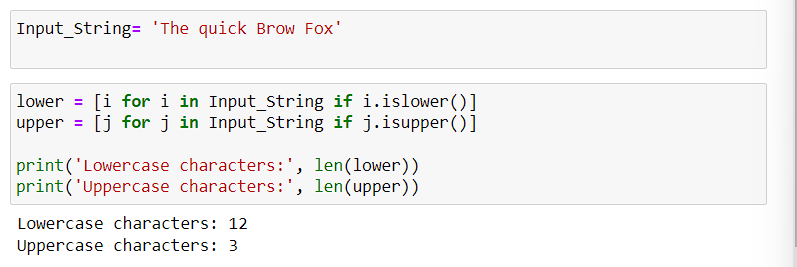 Input_String= 'The quick Brow Fox'
lower = [i for i in Input_String if i.islower()]
upper = [j for j in Input_String if j.isupper()]
print('Lowercase characters:', len(lower))
print('Uppercase characters:', len(upper))
Lowercase characters: 12
Uppercase characters: 3